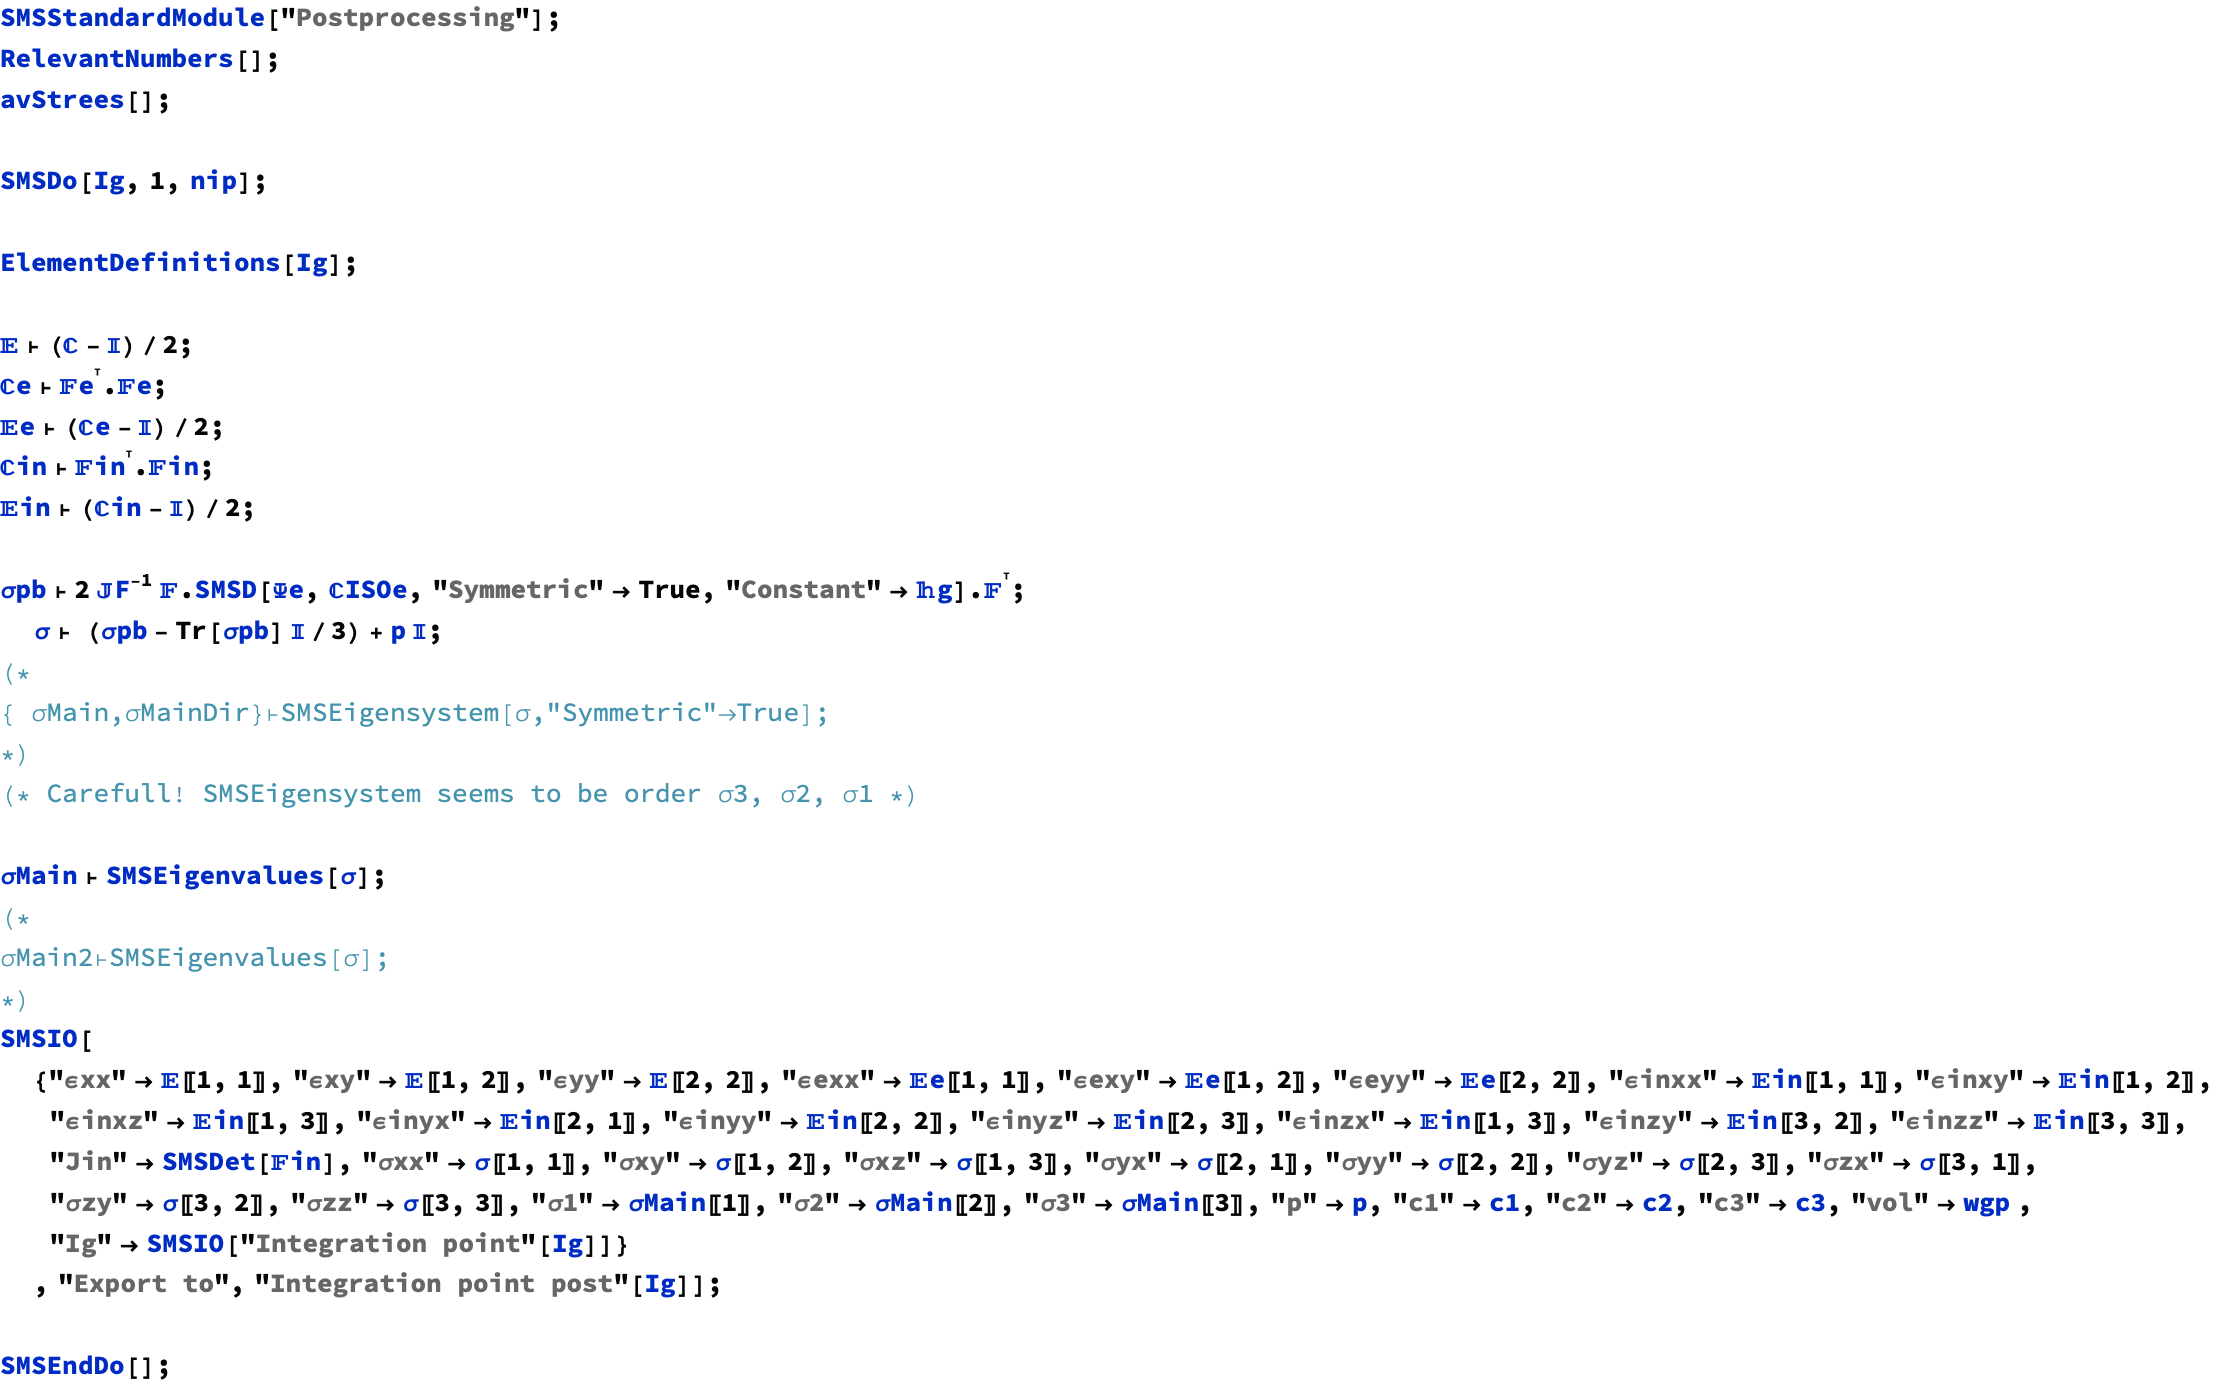 SMSStandardModule["Postprocessing"];
RelevantNumbers[];
avStrees[];
SMSDo[Ig, 1, nip];
ElementDefinitions[Ig];
𝔼 ⊢ (ℂ - 𝕀) / 2;
ℂe ⊢ 𝔽eᵀ.𝔽e;
𝔼e ⊢ (ℂe - 𝕀) / 2;
ℂin ⊢ 𝔽inᵀ.𝔽in;
𝔼in ⊢ (ℂin - 𝕀) / 2;
σpb ⊢ 2 𝕁F⁻¹ 𝔽.SMSD[Ψe, ℂISOe, "Symmetric" → True, "Constant" → 𝕙g].𝔽ᵀ;
σ ⊢ (σpb - Tr[σpb] 𝕀 / 3) + p 𝕀;
(*
{ σMain,σMainDir}⊢SMSEigensystem[σ,"Symmetric"→True];
*)
(* Carefull! SMSEigensystem seems to be order σ3, σ2, σ1 *)
σMain ⊢ SMSEigenvalues[σ];
(*
σMain2⊢SMSEigenvalues[σ];
*)
SMSIO[
{"ϵxx" → 𝔼⟦1, 1⟧, "ϵxy" → 𝔼⟦1, 2⟧, "ϵyy" → 𝔼⟦2, 2⟧, "ϵexx" → 𝔼e⟦1, 1⟧, "ϵexy" → 𝔼e⟦1, 2⟧, "ϵeyy" → 𝔼e⟦2, 2⟧, "ϵinxx" → 𝔼in⟦1, 1⟧, "ϵinxy" → 𝔼in⟦1, 2⟧,
"ϵinxz" → 𝔼in⟦1, 3⟧, "ϵinyx" → 𝔼in⟦2, 1⟧, "ϵinyy" → 𝔼in⟦2, 2⟧, "ϵinyz" → 𝔼in⟦2, 3⟧, "ϵinzx" → 𝔼in⟦1, 3⟧, "ϵinzy" → 𝔼in⟦3, 2⟧, "ϵinzz" → 𝔼in⟦3, 3⟧,
"Jin" → SMSDet[𝔽in], "σxx" → σ⟦1, 1⟧, "σxy" → σ⟦1, 2⟧, "σxz" → σ⟦1, 3⟧, "σyx" → σ⟦2, 1⟧, "σyy" → σ⟦2, 2⟧, "σyz" → σ⟦2, 3⟧, "σzx" → σ⟦3, 1⟧,
"σzy" → σ⟦3, 2⟧, "σzz" → σ⟦3, 3⟧, "σ1" → σMain⟦1⟧, "σ2" → σMain⟦2⟧, "σ3" → σMain⟦3⟧, "p" → p, "c1" → c1, "c2" → c2, "c3" → c3, "vol" → wgp ,
"Ig" → SMSIO["Integration point"[Ig]]}
, "Export to", "Integration point post"[Ig]];
SMSEndDo[];